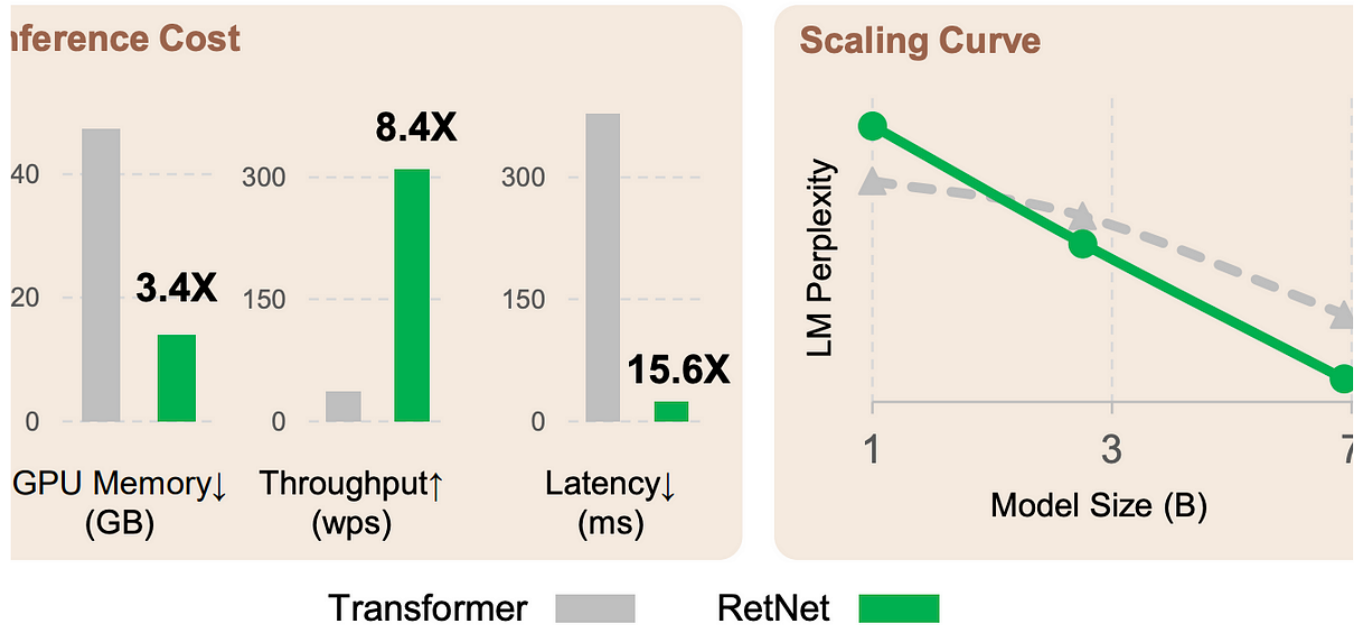 nference Cost
8.4X
40
300
300
3.4X
20
150
150
15.6X
0
0
0
GPU Memory↓
(GB)
Throughput↑
(wps)
Latency↓
(ms)
Scaling Curve
LM Perplexity
1
3
7
Model Size (B)
Transformer
RetNet